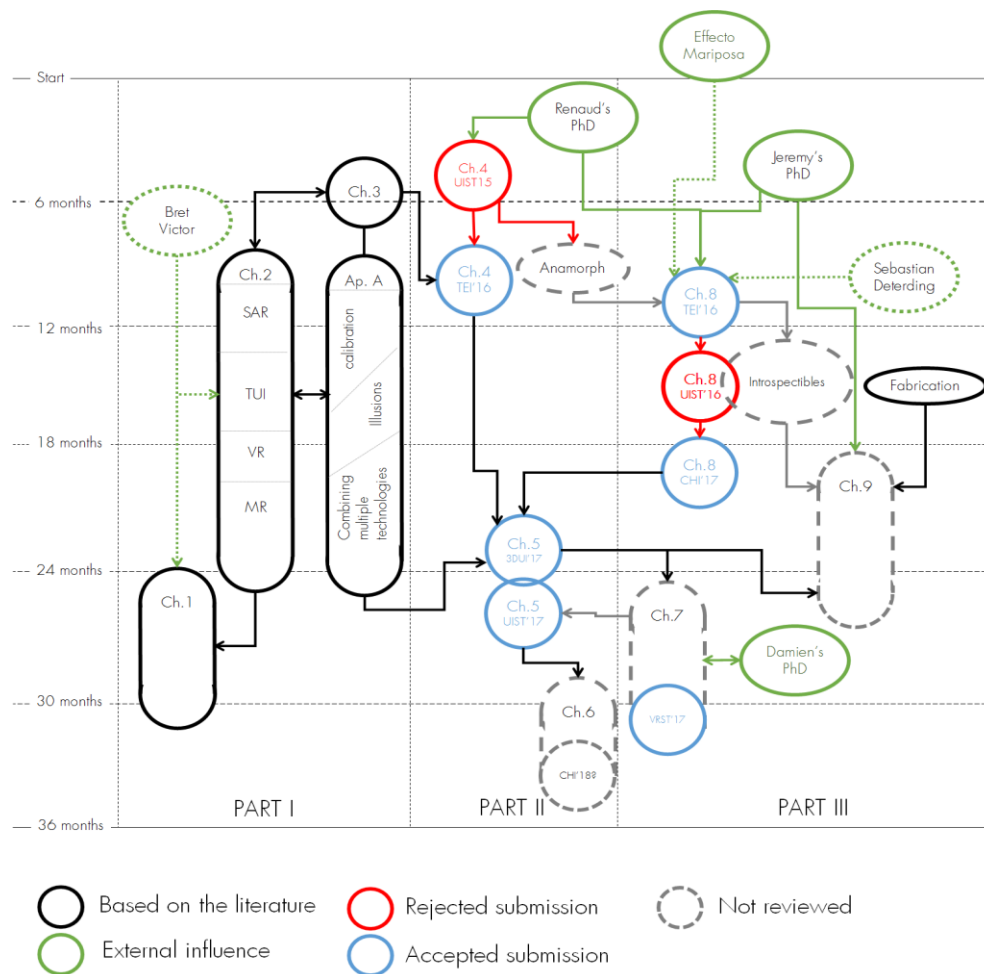 Effecto
Mariposa
Start
Renaud's
PhD
Ch.4
UIST15
Jeremy's
PhD
Ch.3
6 months
Bret
Victor
Anamorph
Ch.2
Ap. A
Ch.4
TEI'16
Sebastian
Deterding
Ch.8
TEI'16
SAR
12 months
calibration
Ch.8
UIST'16
Introspectibles
Fabrication
TUI
Illusions
18 months
VR
Ch.8
CHI'17
Ch.9
MR
Combining
multiple
technologies
Ch.5
3DUI'17
24 months
Ch.1
Ch.5
UIST'17
Ch.7
Damien's
PhD
30 months
Ch.6
VRST'17
CHI'18?
PART I
PART II
PART III
36 months
Based on the literature
Rejected submission
Not reviewed
External influence
Accepted submission